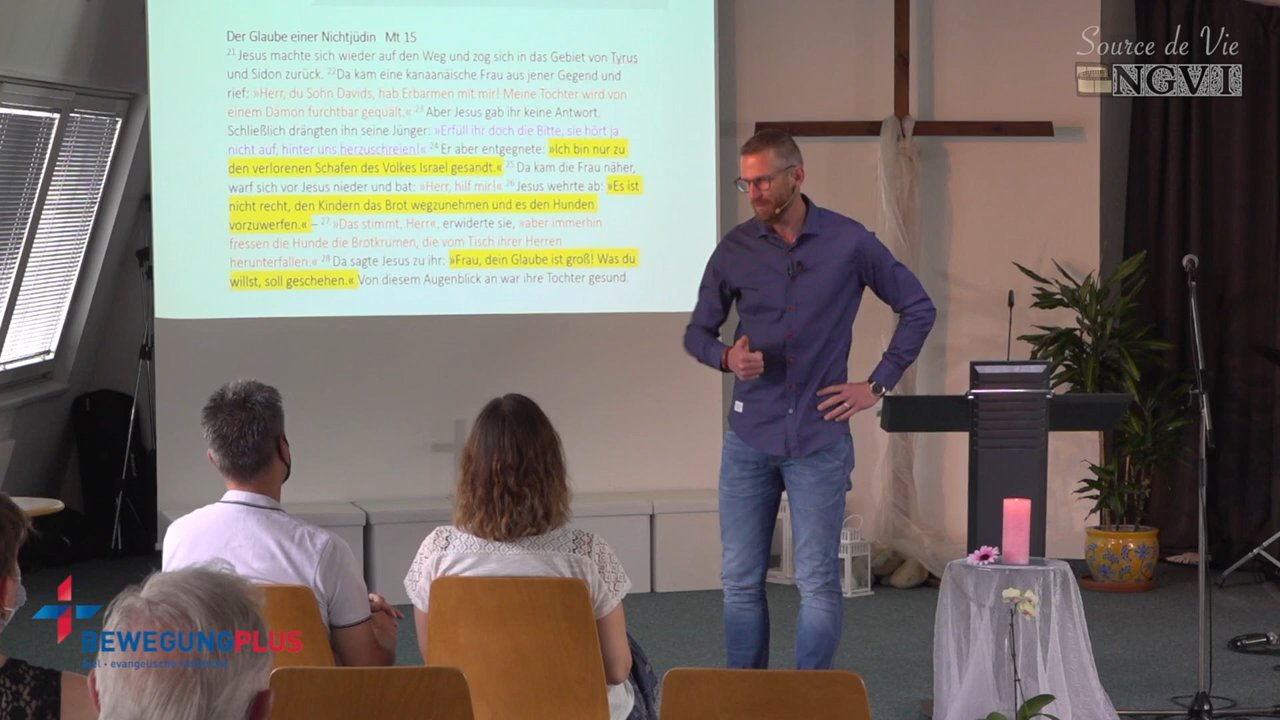 Der Glaube einer Nichtjüdin Mt 15
21 Jesus machte sich wieder auf den Weg und zog sich in das Gebiet von Tyrus
und Sidon zurück. 22 Da kam eine kanaanäische Frau aus jener Gegend und
rief: »Herr, du Sohn Davids, hab Erbarmen mit mir! Meine Tochter wird von
einem Dämon furchtbar gequält.« 23 Aber Jesus gab ihr keine Antwort.
Schließlich drängten ihn seine Jünger: »Erfüll ihr doch die Bitte, sie hört ja
nicht auf, hinter uns herzuschreien!« 24 Er aber entgegnete: »Ich bin nur zu
den verlorenen Schafen des Volkes Israel gesandt.« 25 Da kam die Frau näher,
warf sich vor Jesus nieder und bat: »Herr, hilf mir!« 26 Jesus wehrte ab: »Es ist
nicht recht, den Kindern das Brot wegzunehmen und es den Hunden
vorzuwerfen.« – 27 »Das stimmt, Herr«, erwiderte sie, »aber immerhin
fressen die Hunde die Brotkrumen, die vom Tisch ihrer Herren
herunterfallen.« 28 Da sagte Jesus zu ihr: »Frau, dein Glaube ist groß! Was du
willst, soll geschehen.« Von diesem Augenblick an war ihre Tochter gesund.
Source de Vie
NGVI
BEWEGUNGPLUS
evangelische